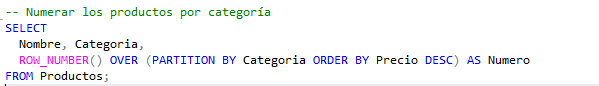 -- Numerar los productos por categoría
SELECT
  Nombre, Categoria,
  ROW_NUMBER() OVER (PARTITION BY Categoria ORDER BY Precio DESC) AS Numero
FROM Productos;